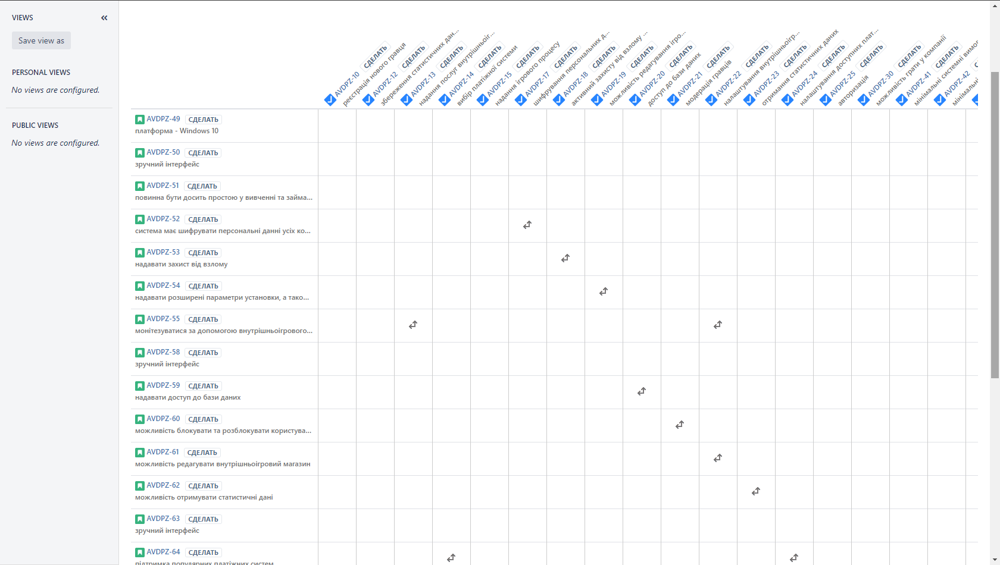 VIEWS
Save view as
PERSONAL VIEWS
No views are configured.
PUBLIC VIEWS
No views are configured.
AVDPZ-10 СДЕЛАТЬ
реєстрація нового гравця
AVDPZ-12 СДЕЛАТЬ
збереження статистичних дан...
AVDPZ-13 СДЕЛАТЬ
надання послуг внутрішньоіг...
AVDPZ-14 СДЕЛАТЬ
вибір платіжної системи
AVDPZ-15 СДЕЛАТЬ
надання ігрового процесу
AVDPZ-17 СДЕЛАТЬ
шифрування персональних д...
AVDPZ-18 СДЕЛАТЬ
активний захисту від взлому ...
AVDPZ-19 СДЕЛАТЬ
можливість редагування ігро...
AVDPZ-20 СДЕЛАТЬ
доступ до бази даних
AVDPZ-21 СДЕЛАТЬ
модерація гравців
AVDPZ-22 СДЕЛАТЬ
налаштування внутрішньоігр...
AVDPZ-23 СДЕЛАТЬ
отримання статистичних даних
AVDPZ-24 СДЕЛАТЬ
налаштування доступних плат...
AVDPZ-25 СДЕЛАТЬ
авторизація
AVDPZ-30 СДЕЛАТЬ
можливість грати у компанії
AVDPZ-41 СДЕЛАТЬ
мінімальні системні
AVDPZ-42
AVDPZ-49 СДЕЛАТЬ
платформа - Windows 10
AVDPZ-50 СДЕЛАТЬ
зручний інтерфейс
AVDPZ-51 СДЕЛАТЬ
повинна бути досить простою у вивченні та займа...
AVDPZ-52 СДЕЛАТЬ
система має шифрувати персональні данні усіх ко...
AVDPZ-53 СДЕЛАТЬ
надавати захист від взлому
AVDPZ-54 СДЕЛАТЬ
надавати розширені параметри установки, а тако...
AVDPZ-55 СДЕЛАТЬ
монітезуватися за допомогою внутрішньоігрового...
AVDPZ-58 СДЕЛАТЬ
зручний інтерфейс
AVDPZ-59 СДЕЛАТЬ
надавати доступ до бази даних
AVDPZ-60 СДЕЛАТЬ
можливість блокувати та розблокувати користува...
AVDPZ-61 СДЕЛАТЬ
можливість редагувати внутрішньоігровий магазин
AVDPZ-62 СДЕЛАТЬ
можливість отримувати статистичні дані
AVDPZ-63 СДЕЛАТЬ
зручний інтерфейс
AVDPZ-64 СДЕЛАТЬ
підтримка популярних платіжних систем